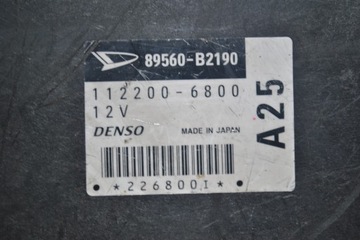 89560-B2190
112200-6800
12V
DENSO MADE IN JAPAN
A25
*226800I*